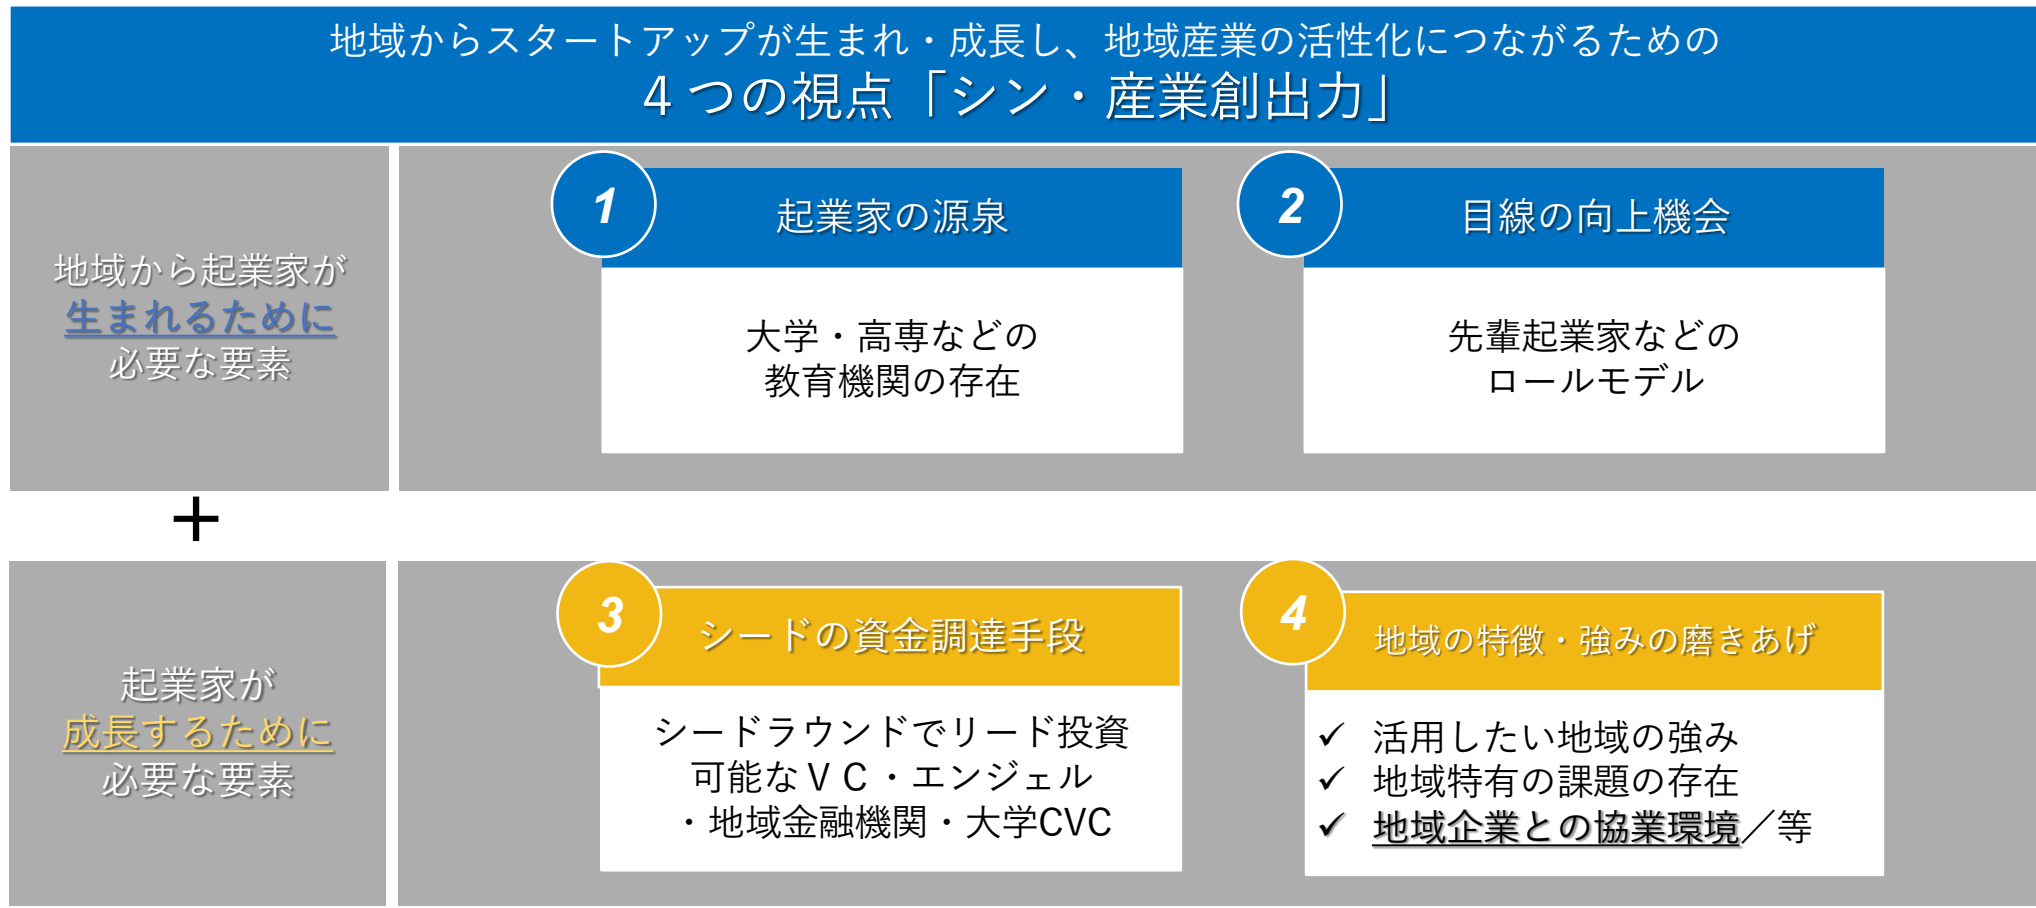 地域からスタートアップが生まれ・成長し、地域産業の活性化につながるための
4つの視点「シン・産業創出力」
地域から起業家が
生まれるために
必要な要素
1
起業家の源泉
大学・高専などの
教育機関の存在
2
目線の向上機会
先輩起業家などの
ロールモデル
+
起業家が
成長するために
必要な要素
3
シードの資金調達手段
シードラウンドでリード投資
可能なＶＣ・エンジェル
・地域金融機関・大学CVC
4
地域の特徴・強みの磨きあげ
✓ 活用したい地域の強み
✓ 地域特有の課題の存在
✓ 地域企業との協業環境／等